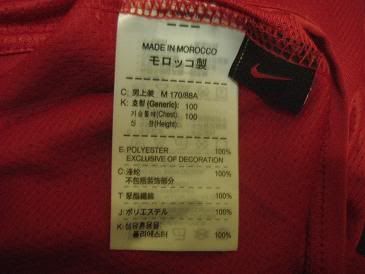 MADE IN MOROCCO
モロッコ製
C: 男上装 M 170/88A
K: 호칭 (Generic): 100
가슴둘레(Chest): 100
신 장(Height):
E: POLYESTER 100%
EXCLUSIVE OF DECORATION
C: 涤纶 100%
不包括装饰部分
T: 聚酯纖維 100%
J: ポリエステル 100%
K: 섬유혼용율
폴리에스터 100%